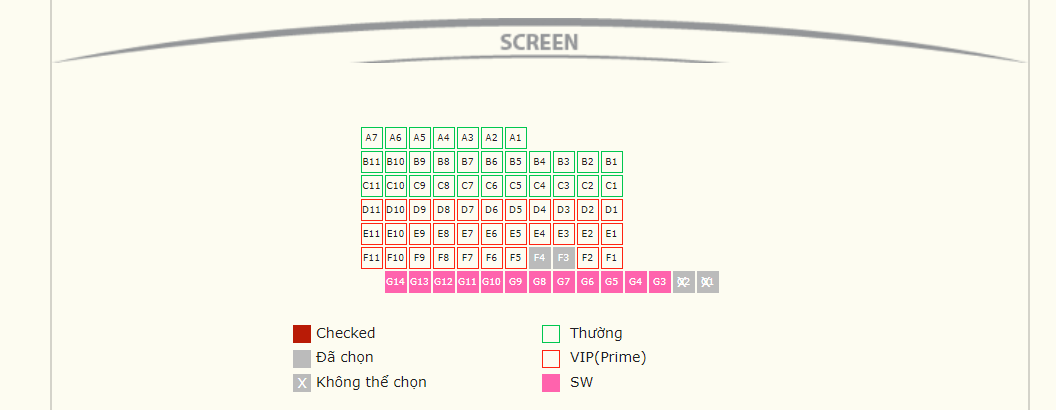 SCREEN
A7 A6 A5 A4 A3 A2 A1
B11 B10 B9 B8 B7 B6 B5 B4 B3 B2 B1
C11 C10 C9 C8 C7 C6 C5 C4 C3 C2 C1
D11 D10 D9 D8 D7 D6 D5 D4 D3 D2 D1
E11 E10 E9 E8 E7 E6 E5 E4 E3 E2 E1
F11 F10 F9 F8 F7 F6 F5 F4 F3 F2 F1
G14 G13 G12 G11 G10 G9 G8 G7 G6 G5 G4 G3
Checked
Thường
Đã chọn
VIP(Prime)
X Không thể chọn
SW